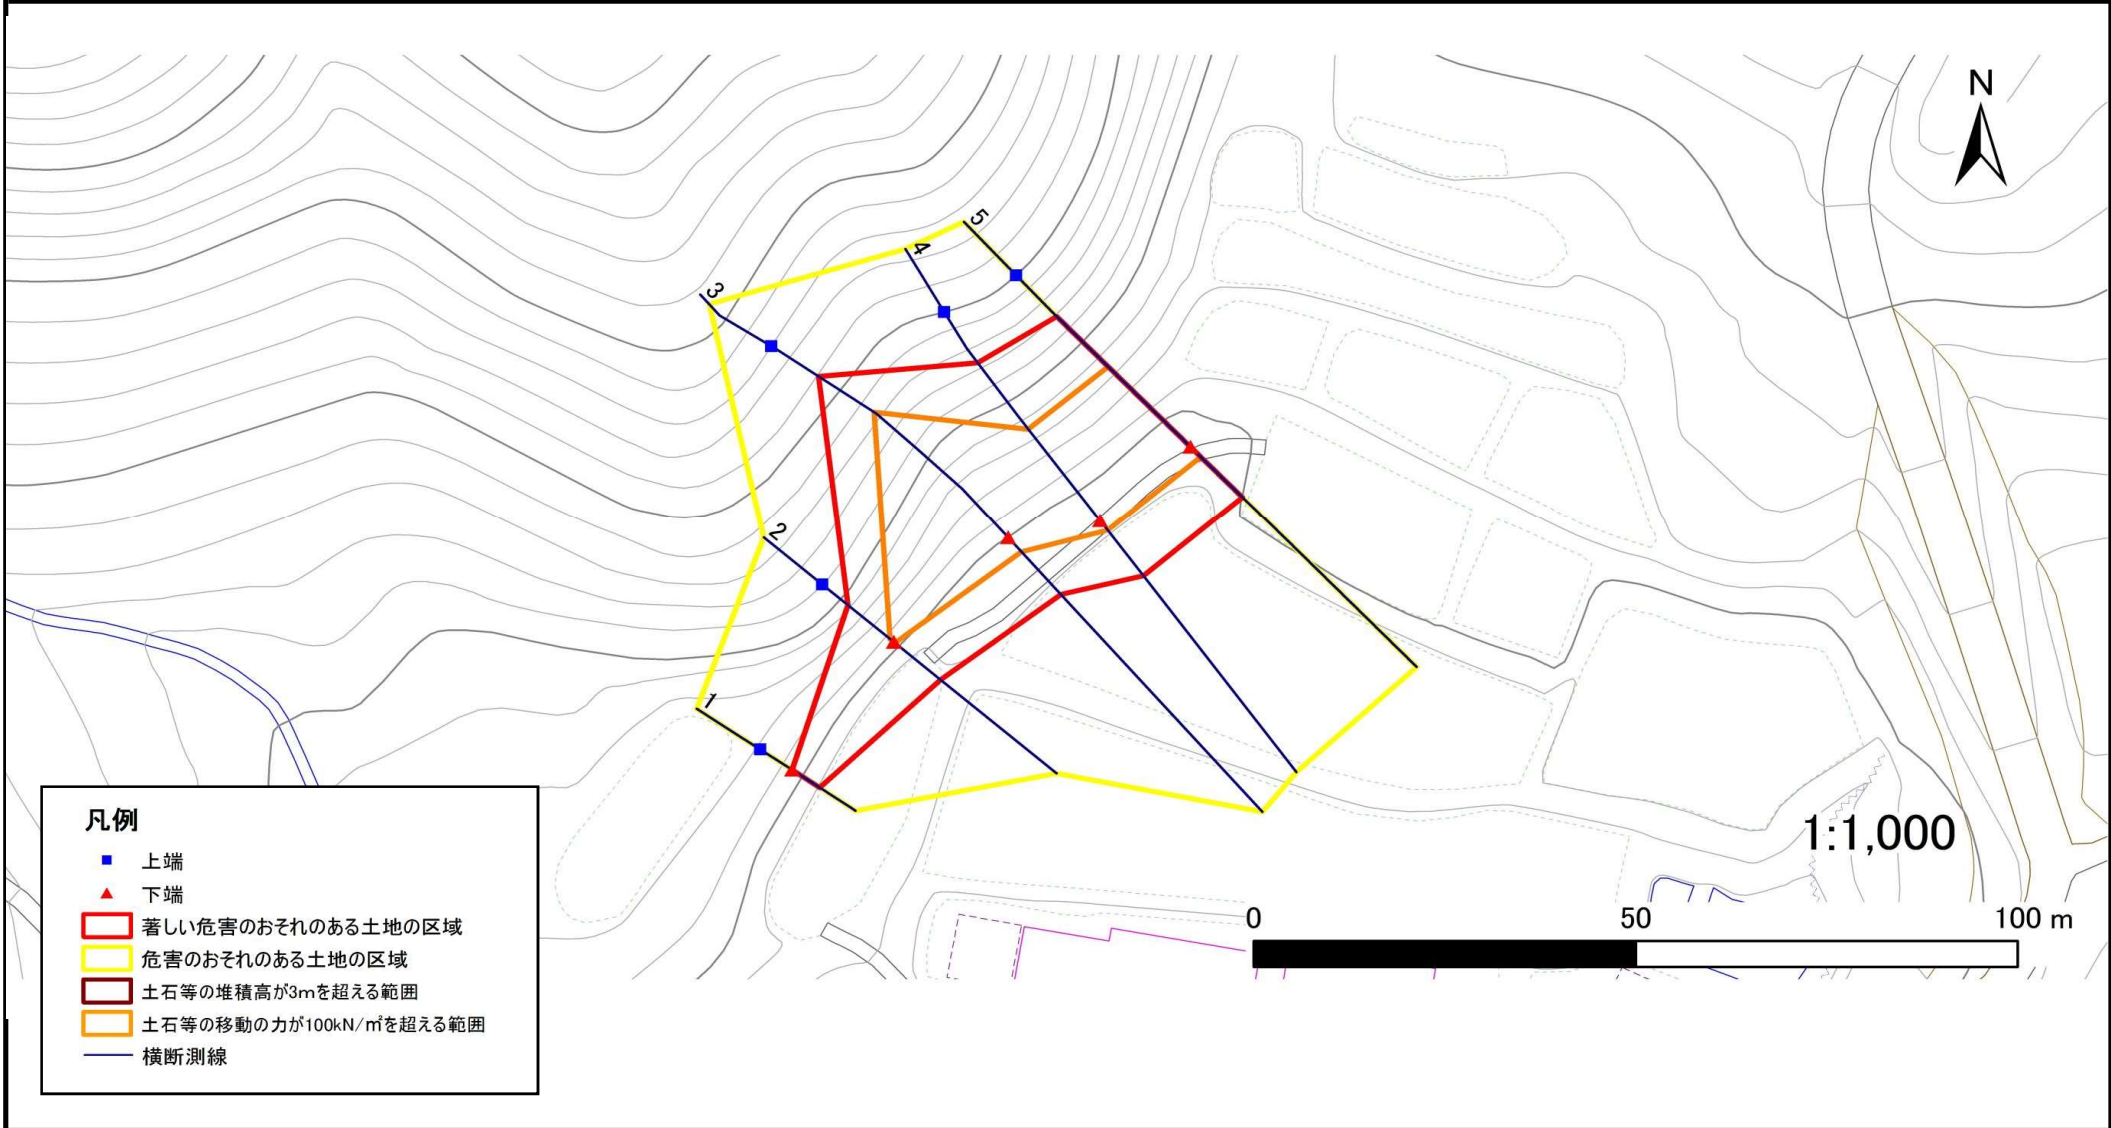 N
5
4
3
2
1
凡例
上端
下端
著しい危害のおそれのある土地の区域
危害のおそれのある土地の区域
土石等の堆積高が3mを超える範囲
土石等の移動の力が100kN/㎡を超える範囲
横断測線
1:1,000
0 50 100 m